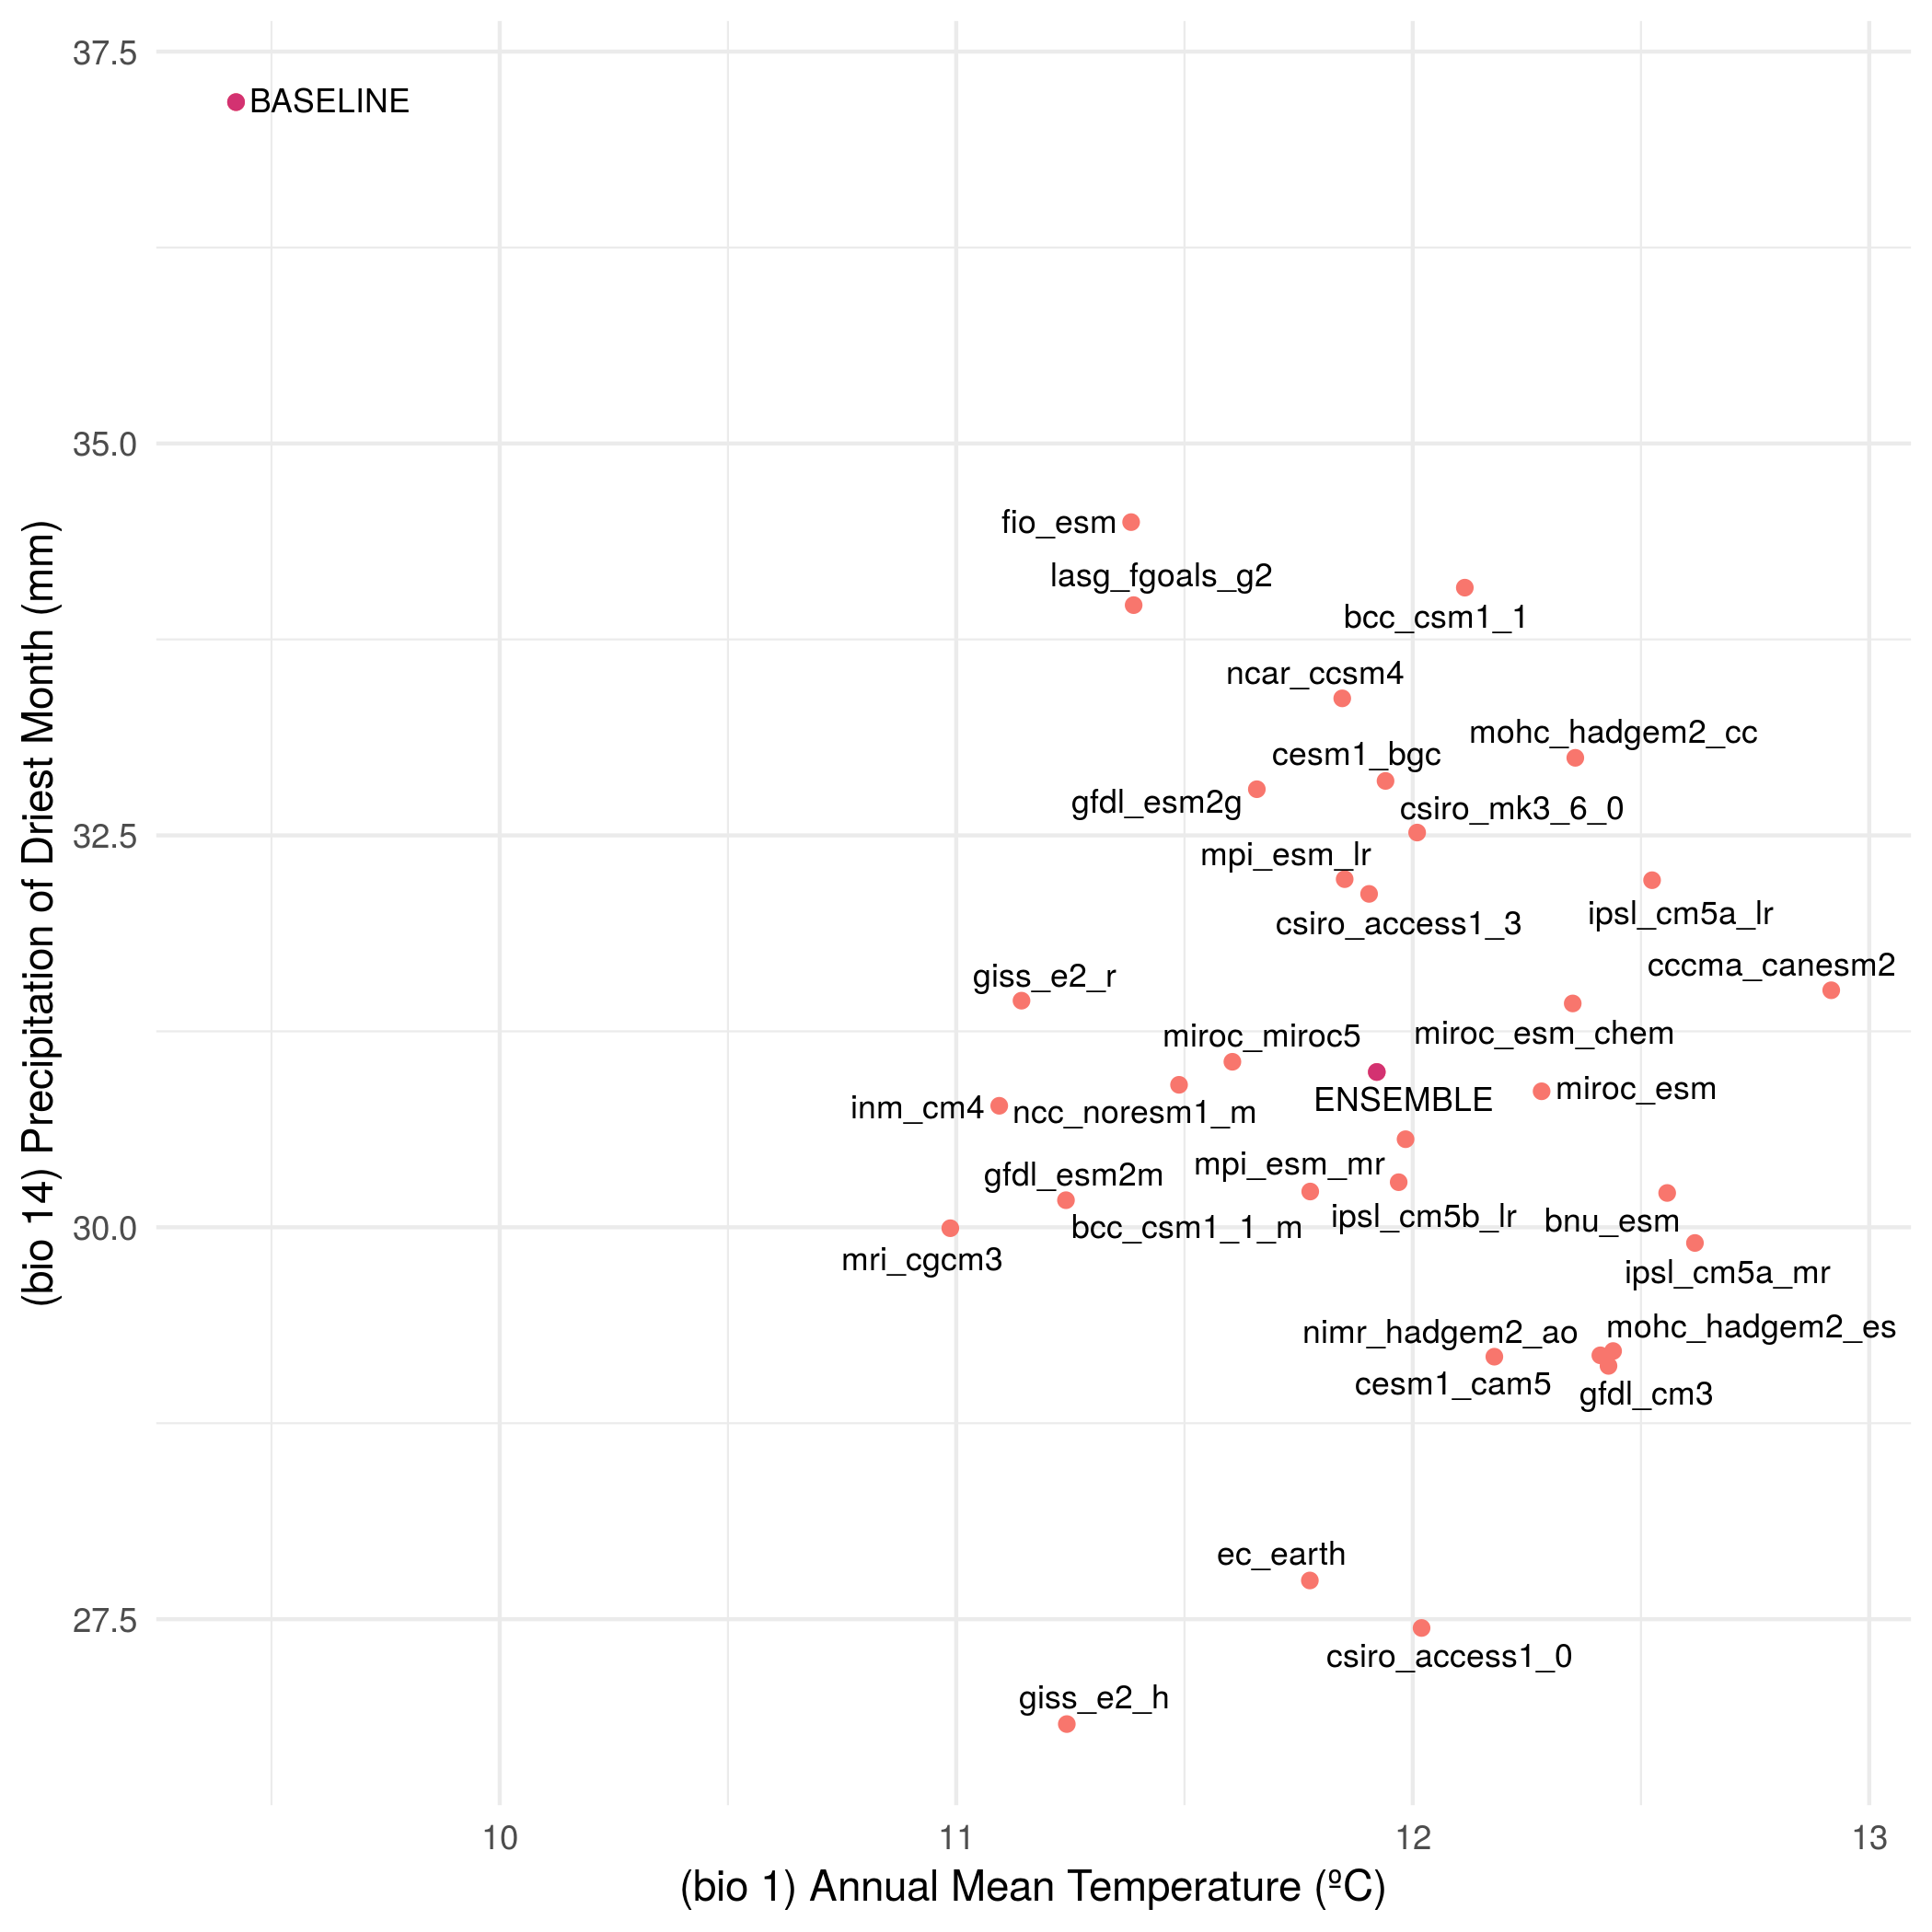 37.5
BASELINE
35.0
fio_esm
lasg_fgoals_g2
bcc_csm1_1
ncar_ccsm4
mohc_hadgem2_cc
cesm1_bgc
gfdl_esm2g
csiro_mk3_6_0
32.5
mpi_esm_lr
ipsl_cm5a_lr
csiro_access1_3
cccma_canesm2
giss_e2_r
miroc_esm_chem
miroc_miroc5
miroc_esm
ENSEMBLE
inm_cm4
ncc_noresm1_m
mpi_esm_mr
gfdl_esm2m
ipsl_cm5b_lr
bnu_esm
30.0
bcc_csm1_1_m
mri_cgcm3
ipsl_cm5a_mr
mohc_hadgem2_es
nimr_hadgem2_ao
cesm1_cam5
gfdl_cm3
ec_earth
27.5
csiro_access1_0
giss_e2_h
10
11
12
13
(bio 1) Annual Mean Temperature (ºC)
(bio 14) Precipitation of Driest Month (mm)